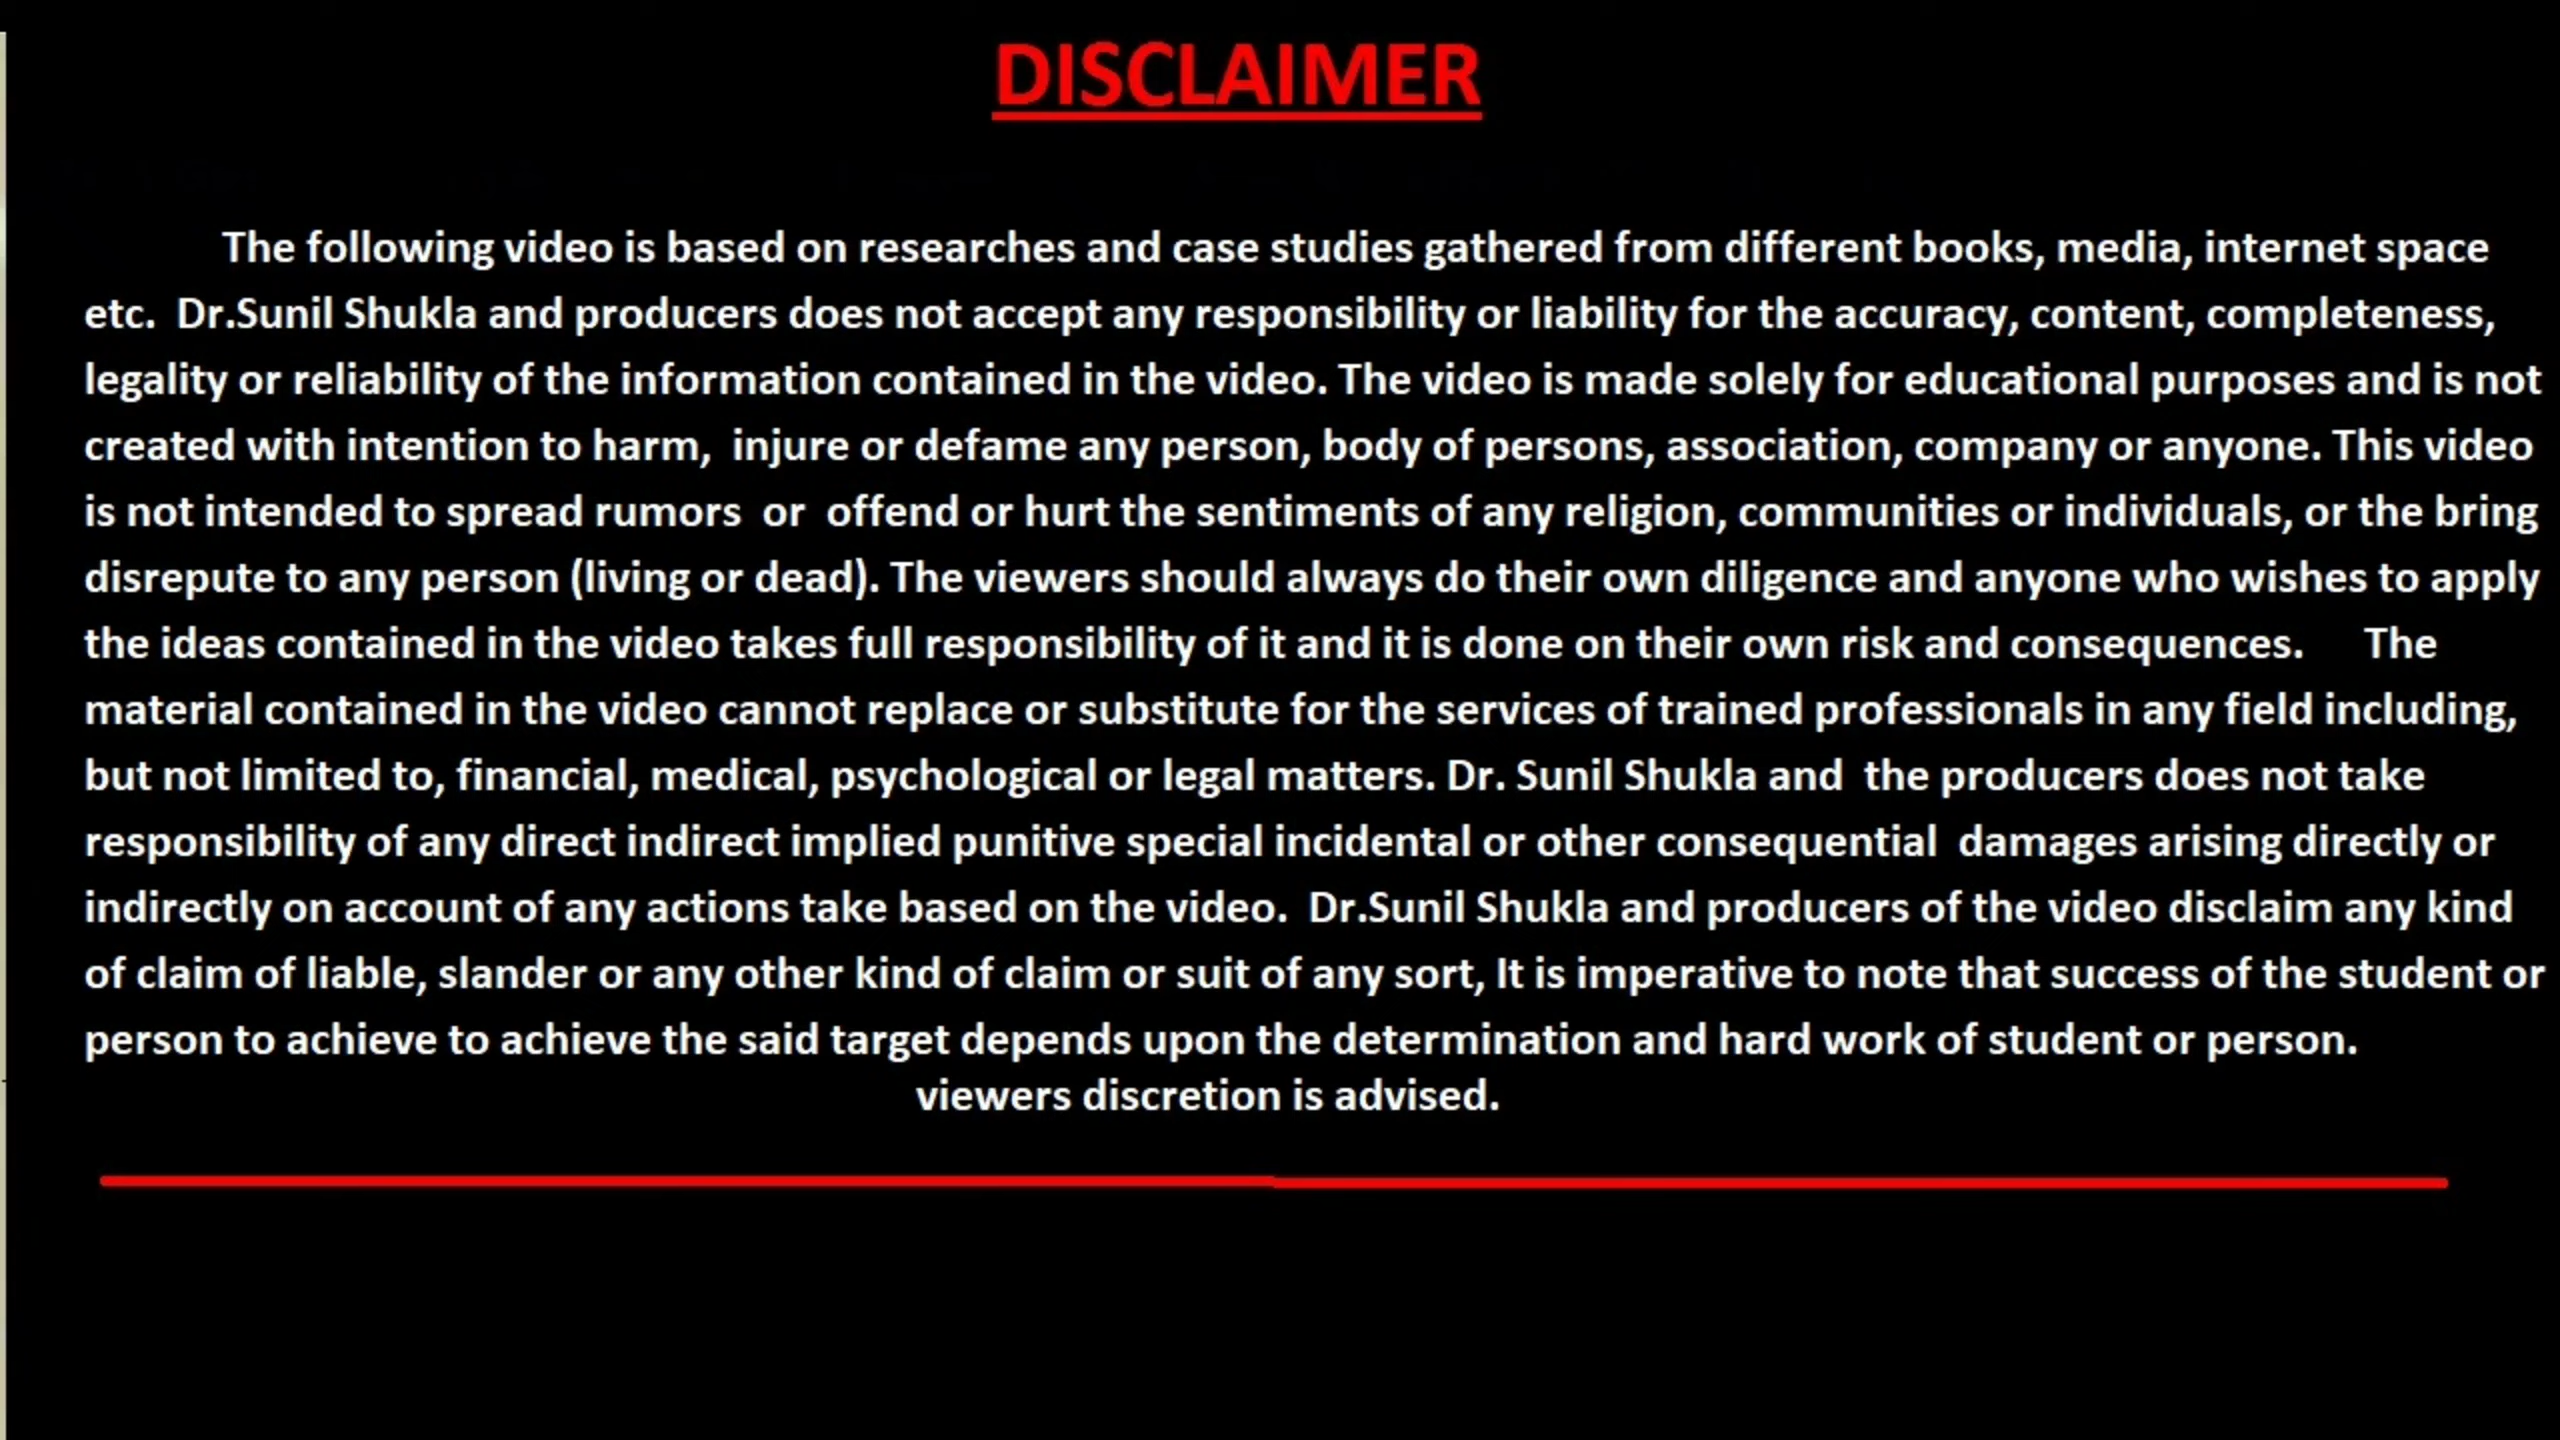 DISCLAIMER
The following video is based on researches and case studies gathered from different books, media, internet space
etc.  Dr.Sunil Shukla and producers does not accept any responsibility or liability for the accuracy, content, completeness,
legality or reliability of the information contained in the video. The video is made solely for educational purposes and is not
created with intention to harm,  injure or defame any person, body of persons, association, company or anyone. This video
is not intended to spread rumors  or  offend or hurt the sentiments of any religion, communities or individuals, or the bring
disrepute to any person (living or dead). The viewers should always do their own diligence and anyone who wishes to apply
the ideas contained in the video takes full responsibility of it and it is done on their own risk and consequences.   The
material contained in the video cannot replace or substitute for the services of trained professionals in any field including,
but not limited to, financial, medical, psychological or legal matters. Dr. Sunil Shukla and  the producers does not take
responsibility of any direct indirect implied punitive special incidental or other consequential  damages arising directly or
indirectly on account of any actions take based on the video.  Dr.Sunil Shukla and producers of the video disclaim any kind
of claim of liable, slander or any other kind of claim or suit of any sort, It is imperative to note that success of the student or
person to achieve to achieve the said target depends upon the determination and hard work of student or person.
viewers discretion is advised.